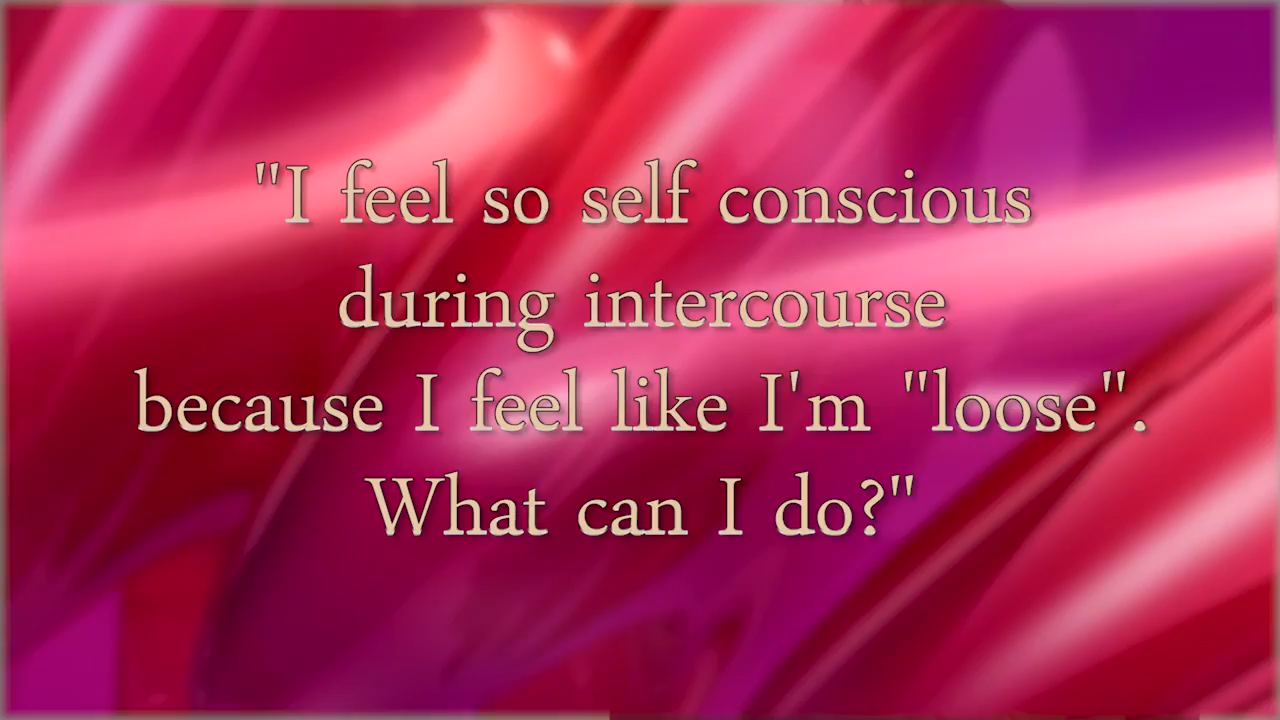 "I feel so self conscious
during intercourse
because I feel like I'm "loose".
What can I do?"